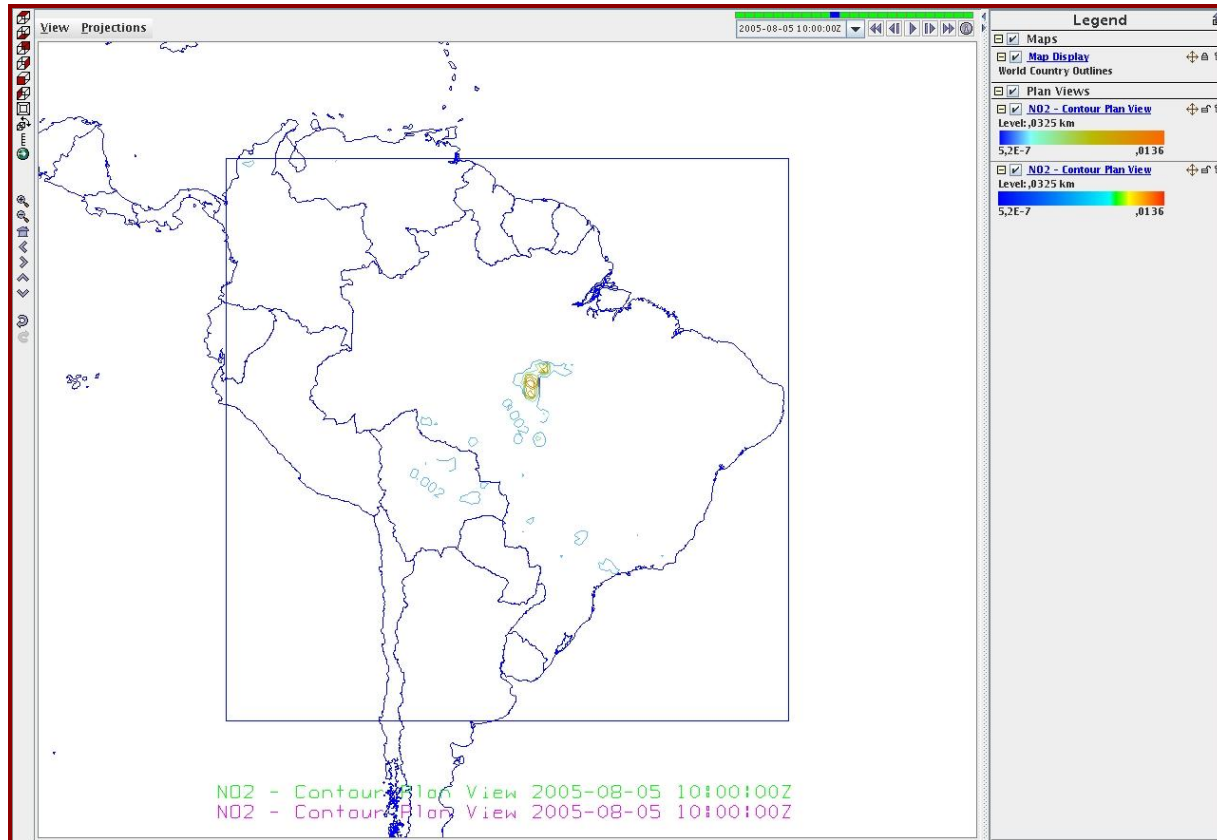 View Projections
2005-08-05 10:00:00Z
Legend
Maps
Map Display
World Country Outlines
Plan Views
NO2 - Contour Plan View
Level:,0325 km
5,2E-7 ,0136
NO2 - Contour Plan View
Level:,0325 km
5,2E-7 ,0136
0.002
0.002
NO2 - Contour Plan View 2005-08-05 10:00:00Z
NO2 - Contour Plan View 2005-08-05 10:00:00Z